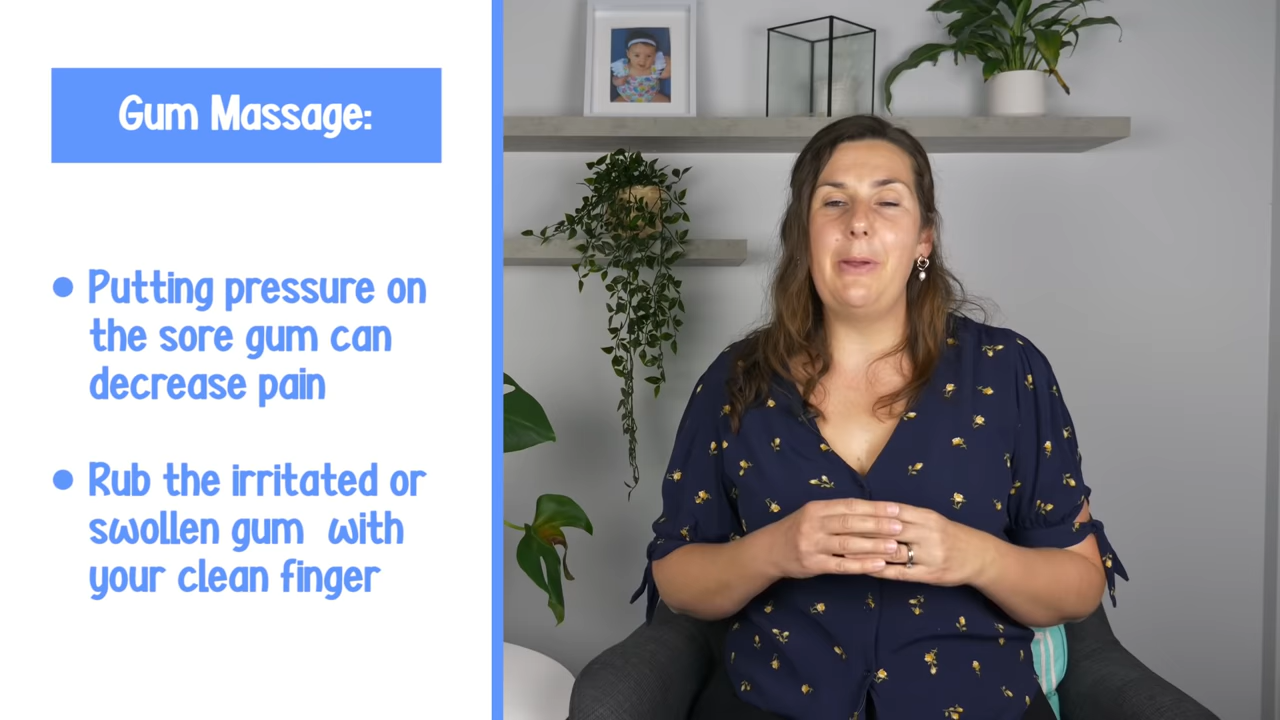 Gum Massage:
• Putting pressure on
the sore gum can
decrease pain
• Rub the irritated or
swollen gum with
your clean finger